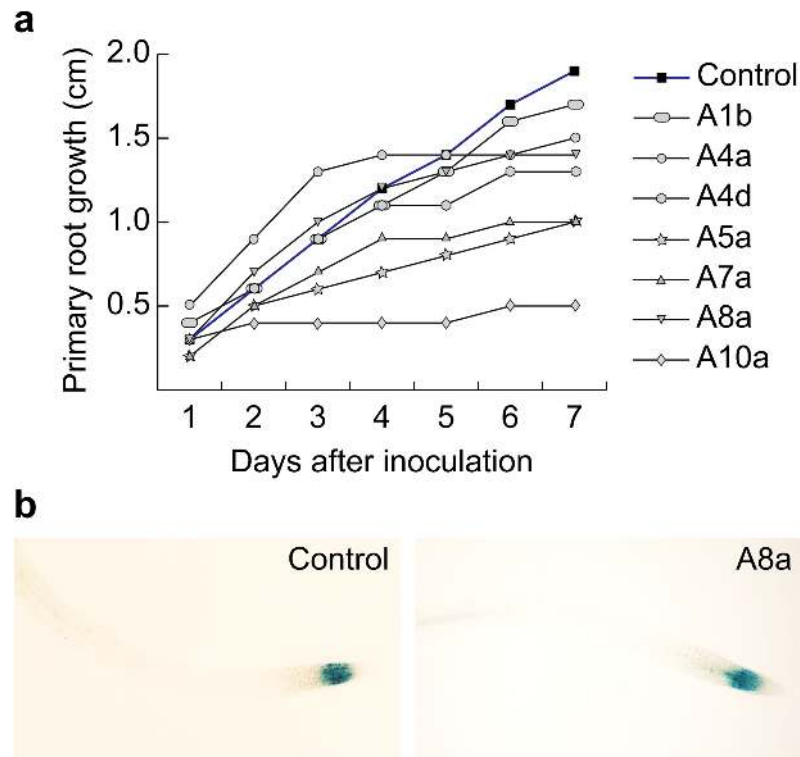 a
Primary root growth (cm)
2.0
1.5
1.0
0.5
1 2 3 4 5 6 7
Days after inoculation
Control
A1b
A4a
A4d
A5a
A7a
A8a
A10a
b
Control
A8a